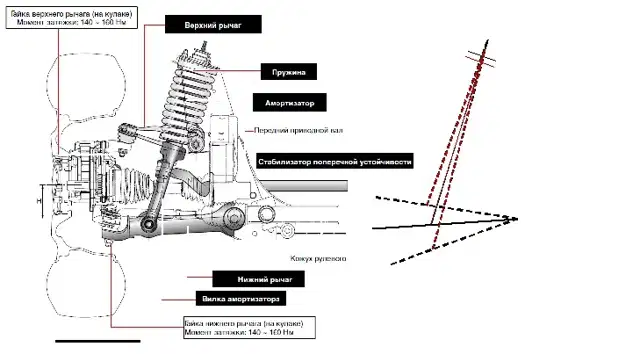 Гайка верхнего рычага (на кулаке)
Момент затяжки: 140 ~ 160 Нм
Верхний рычаг
Пружина
Амортизатор
Передний приводной вал
Стабилизатор поперечной устойчивости
Кожух рулевого
Нижний рычаг
Вилка амортизатора
Гайка нижнего рычага (на кулаке)
Момент затяжки: 140 ~ 160 Нм